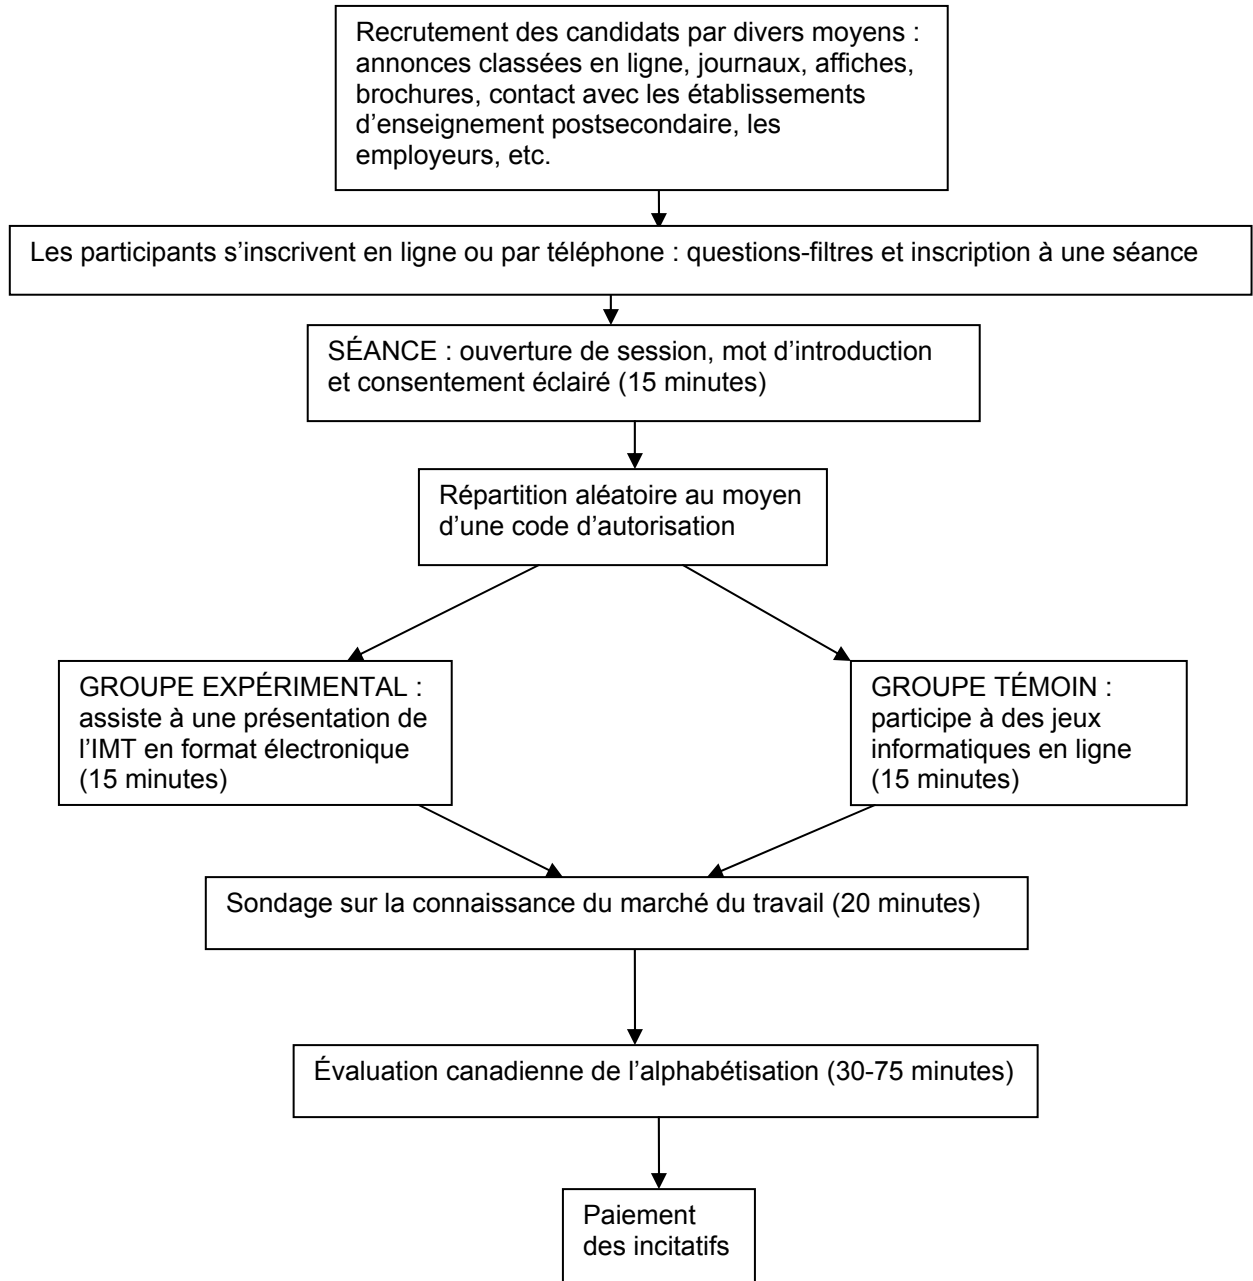 Recrutement des candidats par divers moyens :
annonces classées en ligne, journaux, affiches,
brochures, contact avec les établissements
d’enseignement postsecondaire, les
employeurs, etc.
Les participants s’inscrivent en ligne ou par téléphone : questions-filtres et inscription à une séance
SÉANCE : ouverture de session, mot d’introduction
et consentement éclairé (15 minutes)
Répartition aléatoire au moyen
d’une code d’autorisation
GROUPE EXPÉRIMENTAL :
assiste à une présentation de
l’IMT en format électronique
(15 minutes)
GROUPE TÉMOIN :
participe à des jeux
informatiques en ligne
(15 minutes)
Sondage sur la connaissance du marché du travail (20 minutes)
Évaluation canadienne de l’alphabétisation (30-75 minutes)
Paiement
des incitatifs